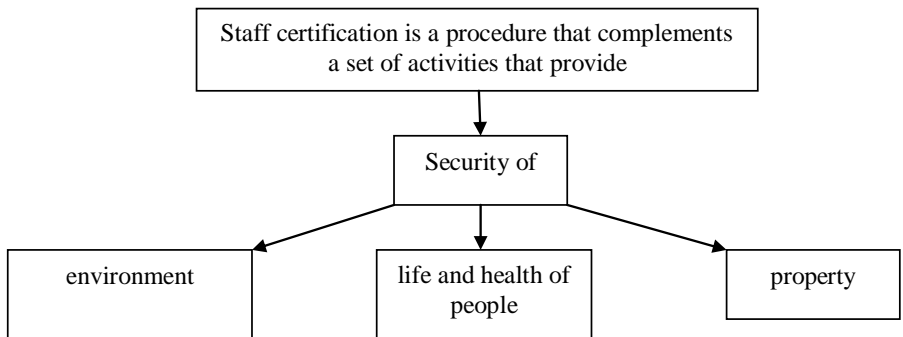 Staff certification is a procedure that complements
a set of activities that provide
Security of
environment
life and health of
people
property